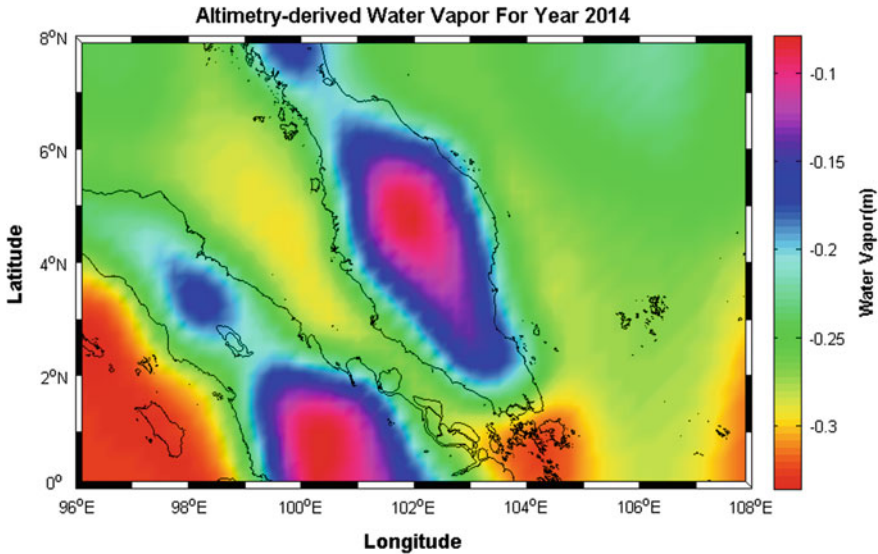 Altimetry-derived Water Vapor For Year 2014
8°N
6°N
4°N
2°N
0°
Latitude
96°E 98°E 100°E 102°E 104°E 106°E 108°E
Longitude
-0.1
-0.15
-0.2
-0.25
-0.3
Water Vapor(m)